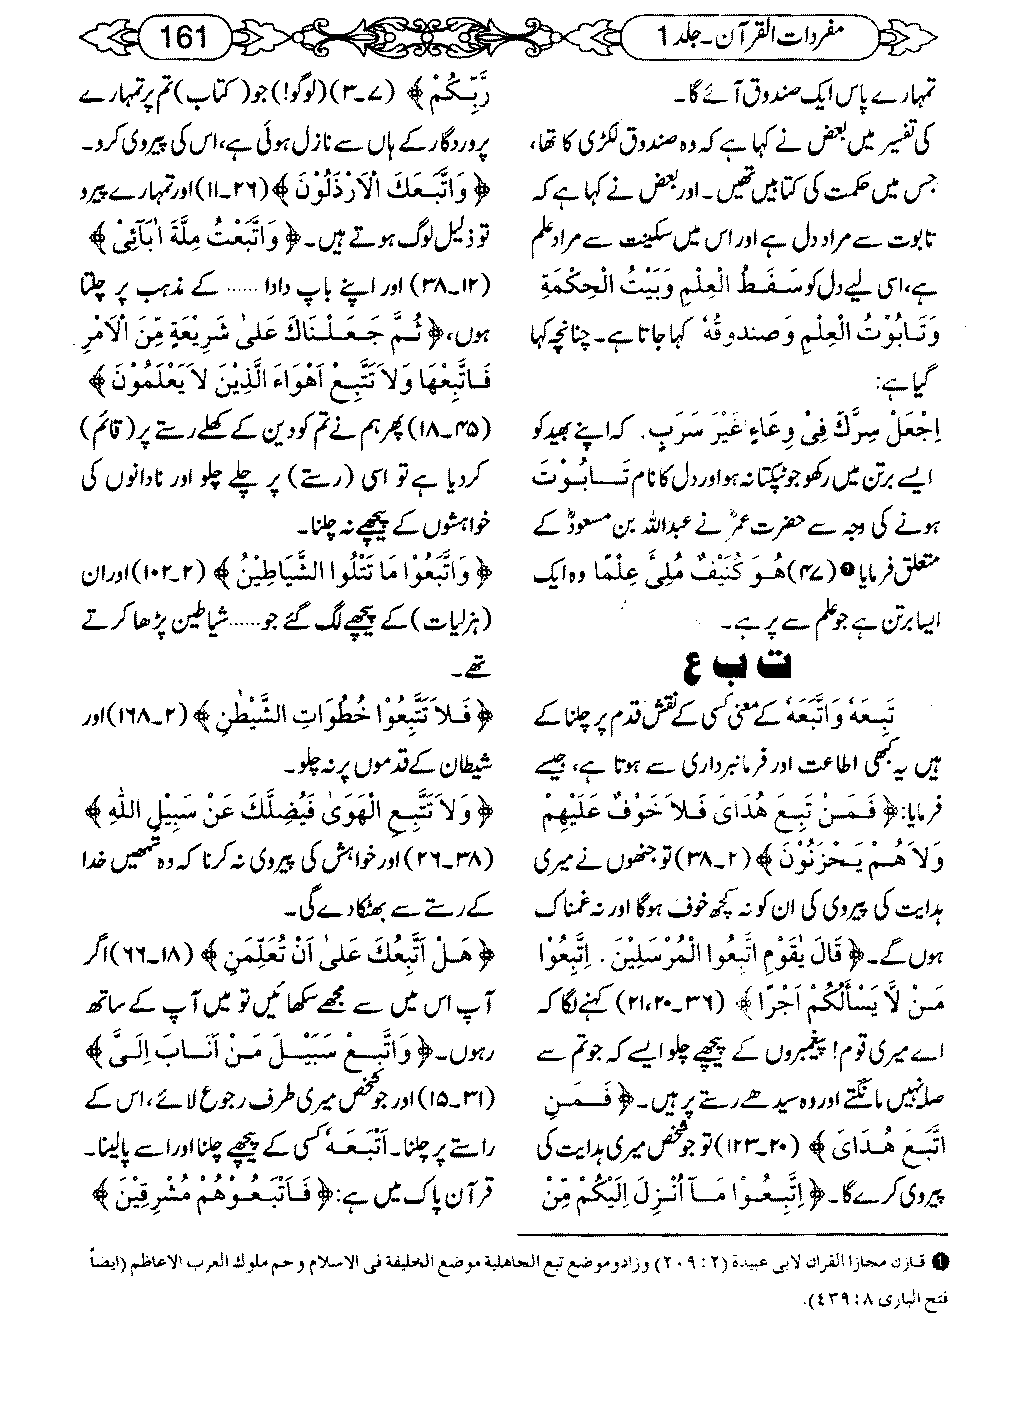 مفردات القرآن۔جلد 1
161
تمہارے پاس ایک صندوق آئے گا۔
کی تفسیر میں بعض نے کہا ہے کہ وہ صندوق لکڑی کا تھا،
جس میں حکمت کی کتابیں تھیں۔ اور بعض نے کہا ہے کہ
تابوت سے مراد دل ہے اور اس میں سکینت سے مراد علم
ہے، اسی لیے دل کو سَفَطُ الْعِلْمِ وَبَيْتُ الْحِكْمَةِ
وَتَابُوْتُ الْعِلْمِ وَصندوقُهٗ کہا جاتا ہے۔ چنانچہ کہا
گیا ہے:
اِجْعَلْ سِرَّكَ فِيْ وِعَاءٍ غَيْرَ سَرَبٍ. کہ اپنے بھید کو
ایسے برتن میں رکھو جو ٹپکتا نہ ہو اور دل کا نام تَابُوْت
ہونے کی وجہ سے حضرت عمرؓ نے عبداللہ بن مسعودؓ کے
متعلق فرمایا❶ (۴۷) هُوَ كُنَيْفٌ مُلِئَ عِلْمًا وہ ایک
ایسا برتن ہے جو علم سے پر ہے۔
ت ب ع
تَبِعَهٗ وَاتَّبَعَهٗ کے معنی کسی کے نقش قدم پر چلنا کے
ہیں یہ کبھی اطاعت اور فرمانبرداری سے ہوتا ہے، جیسے
فرمایا: ﴿فَمَنْ تَبِعَ هُدَايَ فَلَا خَوْفٌ عَلَيْهِمْ
وَلَا هُمْ يَحْزَنُوْنَ﴾ (۲۔۳۸) تو جنھوں نے میری
ہدایت کی پیروی کی ان کو نہ کچھ خوف ہوگا اور نہ غمناک
ہوں گے۔ ﴿قَالَ يٰقَوْمِ اتَّبِعُوا الْمُرْسَلِيْنَ. اتَّبِعُوْا
مَنْ لَّا يَسْأَلُكُمْ اَجْرًا﴾ (۳۶۔۲۰،۲۱) کہنے لگا کہ
اے میری قوم! پیغمبروں کے پیچھے چلو ایسے کہ جو تم سے
صلہ نہیں مانگتے اور وہ سیدھے رستے پر ہیں۔ ﴿فَمَنِ
اتَّبَعَ هُدَايَ﴾ (۲۰۔۱۲۳) تو جو شخص میری ہدایت کی
پیروی کرے گا۔ ﴿اِتَّبِعُوْا مَآ اُنْزِلَ اِلَيْكُمْ مِّنْ
رَّبِّكُمْ﴾ (۷۔۳) (لوگو!) جو (کتاب) تم پر تمہارے
پروردگار کے ہاں سے نازل ہوئی ہے، اس کی پیروی کرو۔
﴿وَاتَّبَعَكَ الْاَرْذَلُوْنَ﴾ (۲۶۔۱۱) اور تمہارے پیرو
تو ذلیل لوگ ہوتے ہیں۔ ﴿وَاتَّبَعْتُ مِلَّةَ اٰبَآئِيْ﴾
(۱۲۔۳۸) اور اپنے باپ دادا ...... کے مذہب پر چلتا
ہوں، ﴿ثُمَّ جَعَلْنَاكَ عَلٰى شَرِيْعَةٍ مِّنَ الْاَمْرِ
فَاتَّبِعْهَا وَلَا تَتَّبِعْ اَهْوَاءَ الَّذِيْنَ لَا يَعْلَمُوْنَ﴾
(۴۵۔۱۸) پھر ہم نے تم کو دین کے کھلے رستے پر (قائم)
کر دیا ہے تو اسی (رستے) پر چلے چلو اور نادانوں کی
خواہشوں کے پیچھے نہ چلنا۔
﴿وَاتَّبَعُوْا مَا تَتْلُوا الشَّيَاطِيْنُ﴾ (۲۔۱۰۲) اور ان
(ہزلیات) کے پیچھے لگ گئے جو...... شیاطین پڑھا کرتے
تھے۔
﴿فَلَا تَتَّبِعُوْا خُطُوَاتِ الشَّيْطٰنِ﴾ (۲۔۱۶۸) اور
شیطان کے قدموں پر نہ چلو۔
﴿وَلَا تَتَّبِعِ الْهَوٰى فَيُضِلَّكَ عَنْ سَبِيْلِ اللّٰهِ﴾
(۳۸۔۲۶) اور خواہش کی پیروی نہ کرنا کہ وہ تمھیں خدا
کے رستے سے بھٹکا دے گی۔
﴿هَلْ اَتَّبِعُكَ عَلٰى اَنْ تُعَلِّمَنِ﴾ (۱۸۔۶۶) اگر
آپ اس میں سے مجھے سکھائیں تو میں آپ کے ساتھ
رہوں۔ ﴿وَاتَّبِعْ سَبِيْلَ مَنْ اَنَابَ اِلَيَّ﴾
(۳۱۔۱۵) اور جو شخص میری طرف رجوع لائے، اس کے
راستے پر چلنا۔ اَتْبَعَهٗ کسی کے پیچھے چلنا اور اسے پالینا۔
قرآن پاک میں ہے: ﴿فَاَتْبَعُوْهُمْ مُشْرِقِيْنَ﴾
❶ قارن مجازا القران لابی عبیدة (۲ : ۲۰۹) وزادو موضع تبع الجاهلیة موضع الخلیفة فی الاسلام وحم ملوك العرب الاعاظم (ایضاً
فتح الباری ۸ : ۴۳۹).